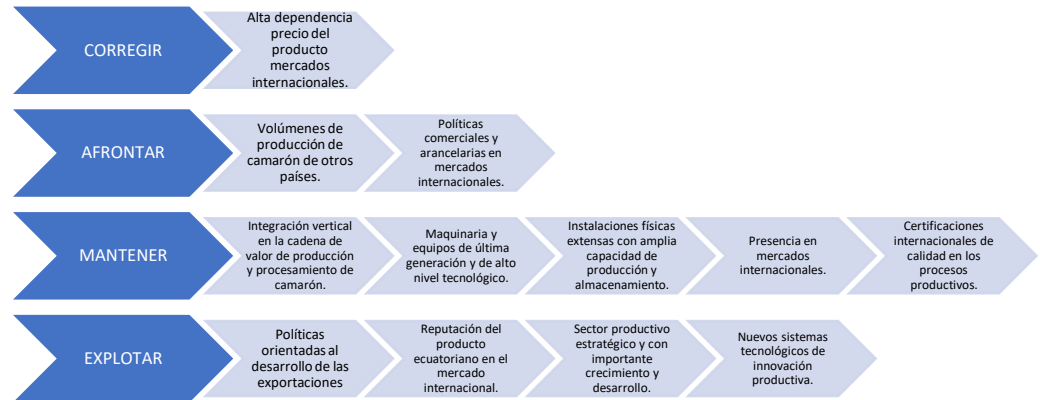 CORREGIR
Alta dependencia
precio del
producto
mercados
internacionales.
AFRONTAR
Volúmenes de
producción de
camarón de otros
países.
Políticas
comerciales y
arancelarias en
mercados
internacionales.
MANTENER
Integración vertical
en la cadena de
valor de producción
y procesamiento de
camarón.
Maquinaria y
equipos de última
generación y de alto
nivel tecnológico.
Instalaciones físicas
extensas con amplia
capacidad de
producción y
almacenamiento.
Presencia en
mercados
internacionales.
Certificaciones
internacionales de
calidad en los
procesos
productivos.
EXPLOTAR
Políticas
orientadas al
desarrollo de las
exportaciones
Reputación del
producto
ecuatoriano en el
mercado
internacional.
Sector productivo
estratégico y con
importante
crecimiento y
desarrollo.
Nuevos sistemas
tecnológicos de
innovación
productiva.